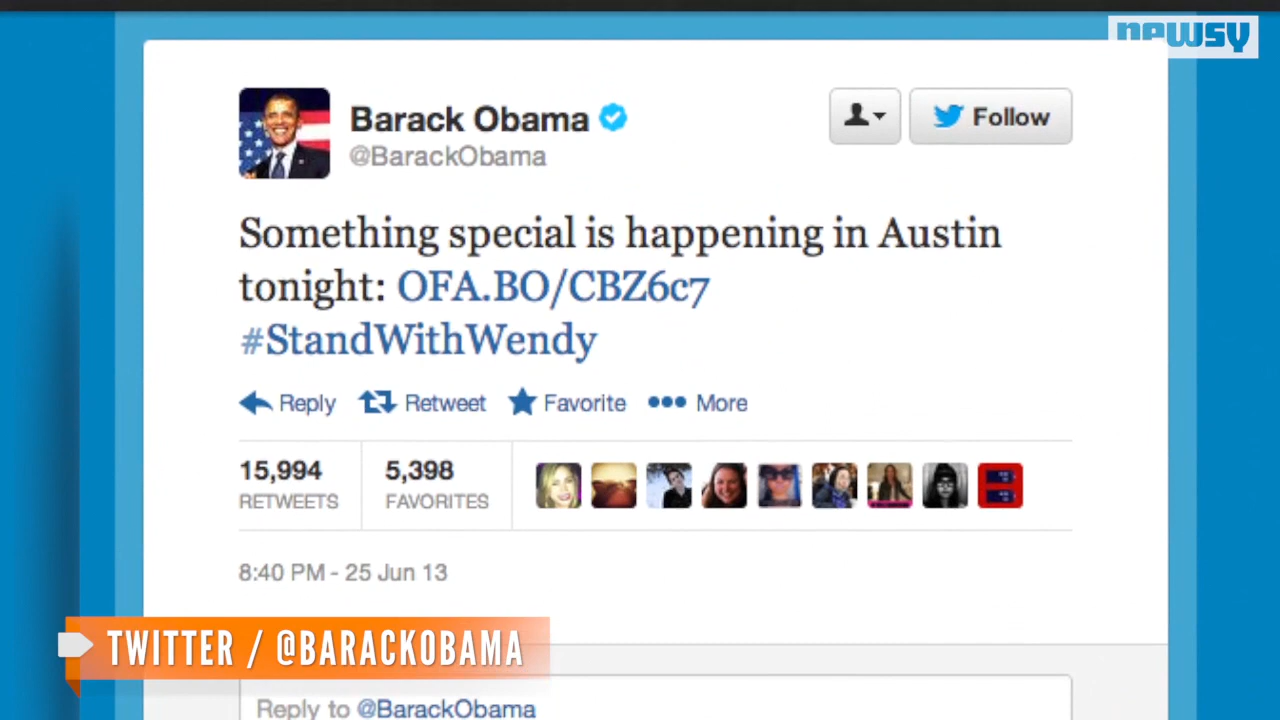 newsy
Barack Obama
@BarackObama
Follow
Something special is happening in Austin
tonight: OFA.BO/CBZ6c7
#StandWithWendy
Reply Retweet Favorite More
15,994 5,398
RETWEETS FAVORITES
8:40 PM - 25 Jun 13
TWITTER / @BARACKOBAMA
Reply to @BarackObama